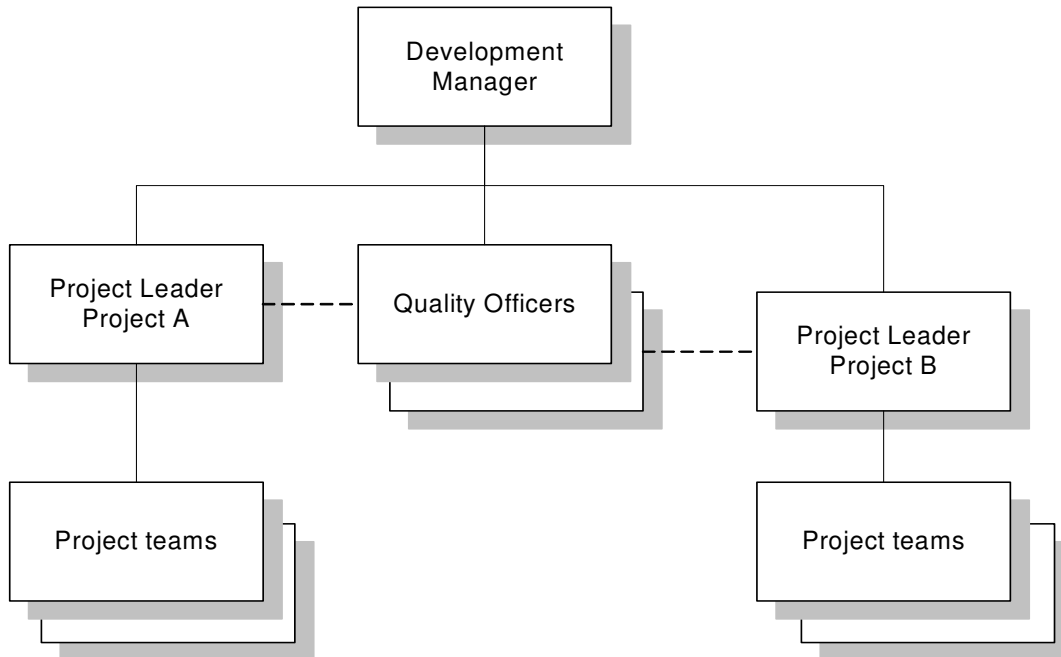 Development
Manager
Project Leader
Project A
Quality Officers
Project Leader
Project B
Project teams
Project teams